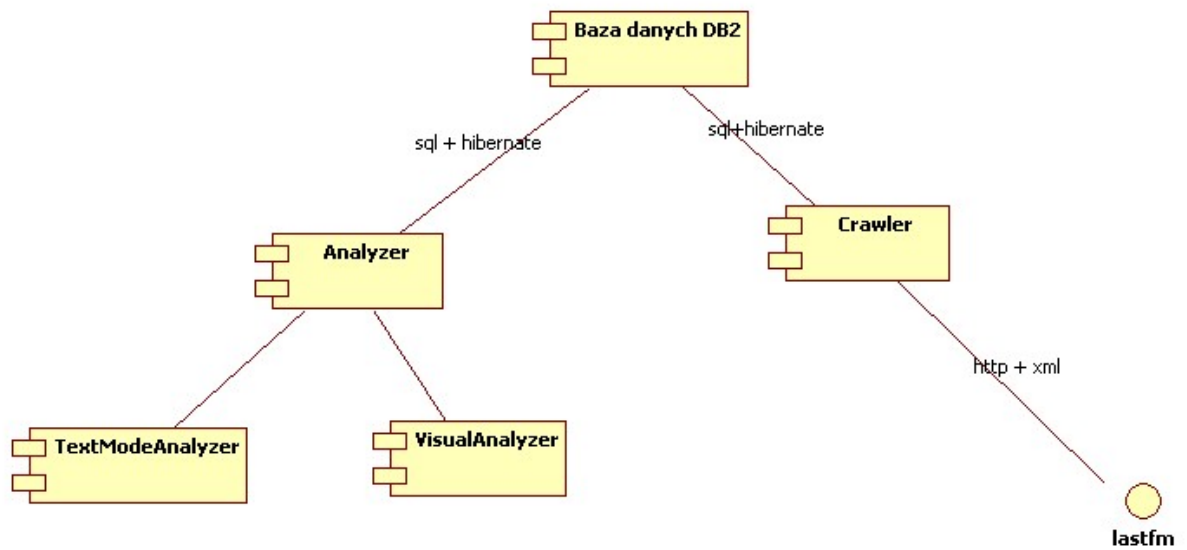 Baza danych DB2
sql + hibernate
sql+hibernate
Analyzer
Crawler
http + xml
TextModeAnalyzer
VisualAnalyzer
lastfm